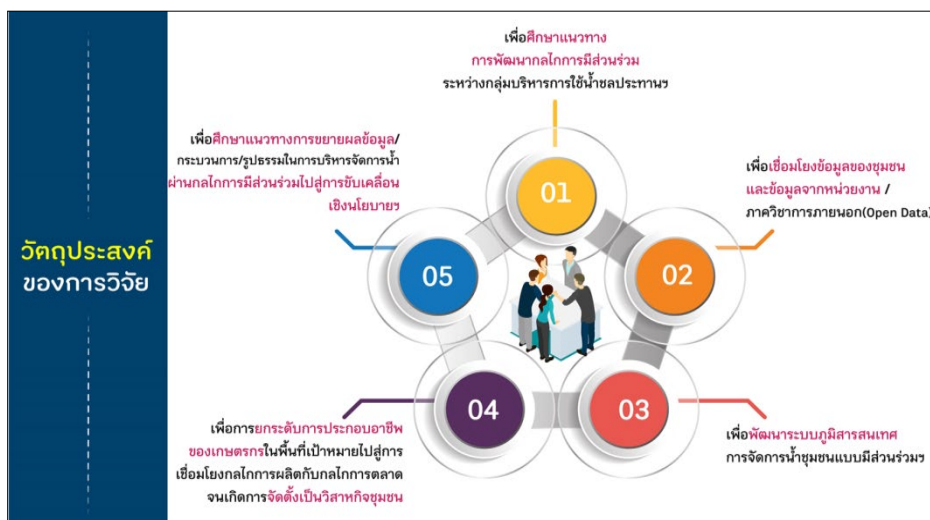 วัตถุประสงค์
ของการวิจัย
เพื่อศึกษาแนวทาง
การพัฒนากลไกการมีส่วนร่วม
ระหว่างกลุ่มบริหารการใช้น้ำชลประทานฯ
01
เพื่อเชื่อมโยงข้อมูลของชุมชน
และข้อมูลจากหน่วยงาน /
ภาควิชาการภายนอก(Open Data)
02
เพื่อพัฒนาระบบภูมิสารสนเทศ
การจัดการน้ำชุมชนแบบมีส่วนร่วมฯ
03
เพื่อการยกระดับการประกอบอาชีพ
ของเกษตรกรในพื้นที่เป้าหมายไปสู่การ
เชื่อมโยงกลไกการผลิตกับกลไกการตลาด
จนเกิดการจัดตั้งเป็นวิสาหกิจชุมชน
04
เพื่อศึกษาแนวทางการขยายผลข้อมูล/
กระบวนการ/รูปธรรมในการบริหารจัดการน้ำ
ผ่านกลไกการมีส่วนร่วมไปสู่การขับเคลื่อน
เชิงนโยบายฯ
05